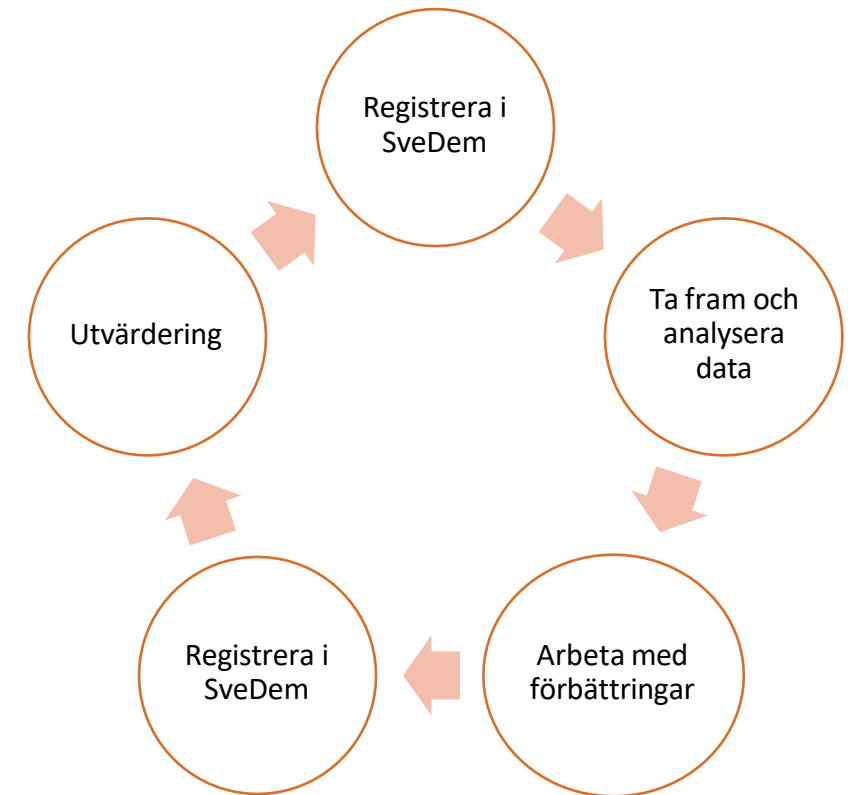 Registrera i
SveDem
Ta fram och
analysera
data
Arbeta med
förbättringar
Registrera i
SveDem
Utvärdering